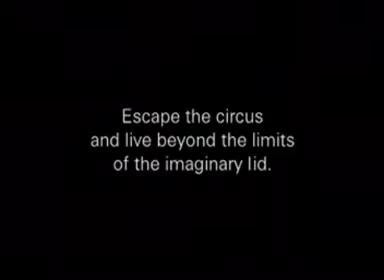 Escape the circus
and live beyond the limits
of the imaginary lid.